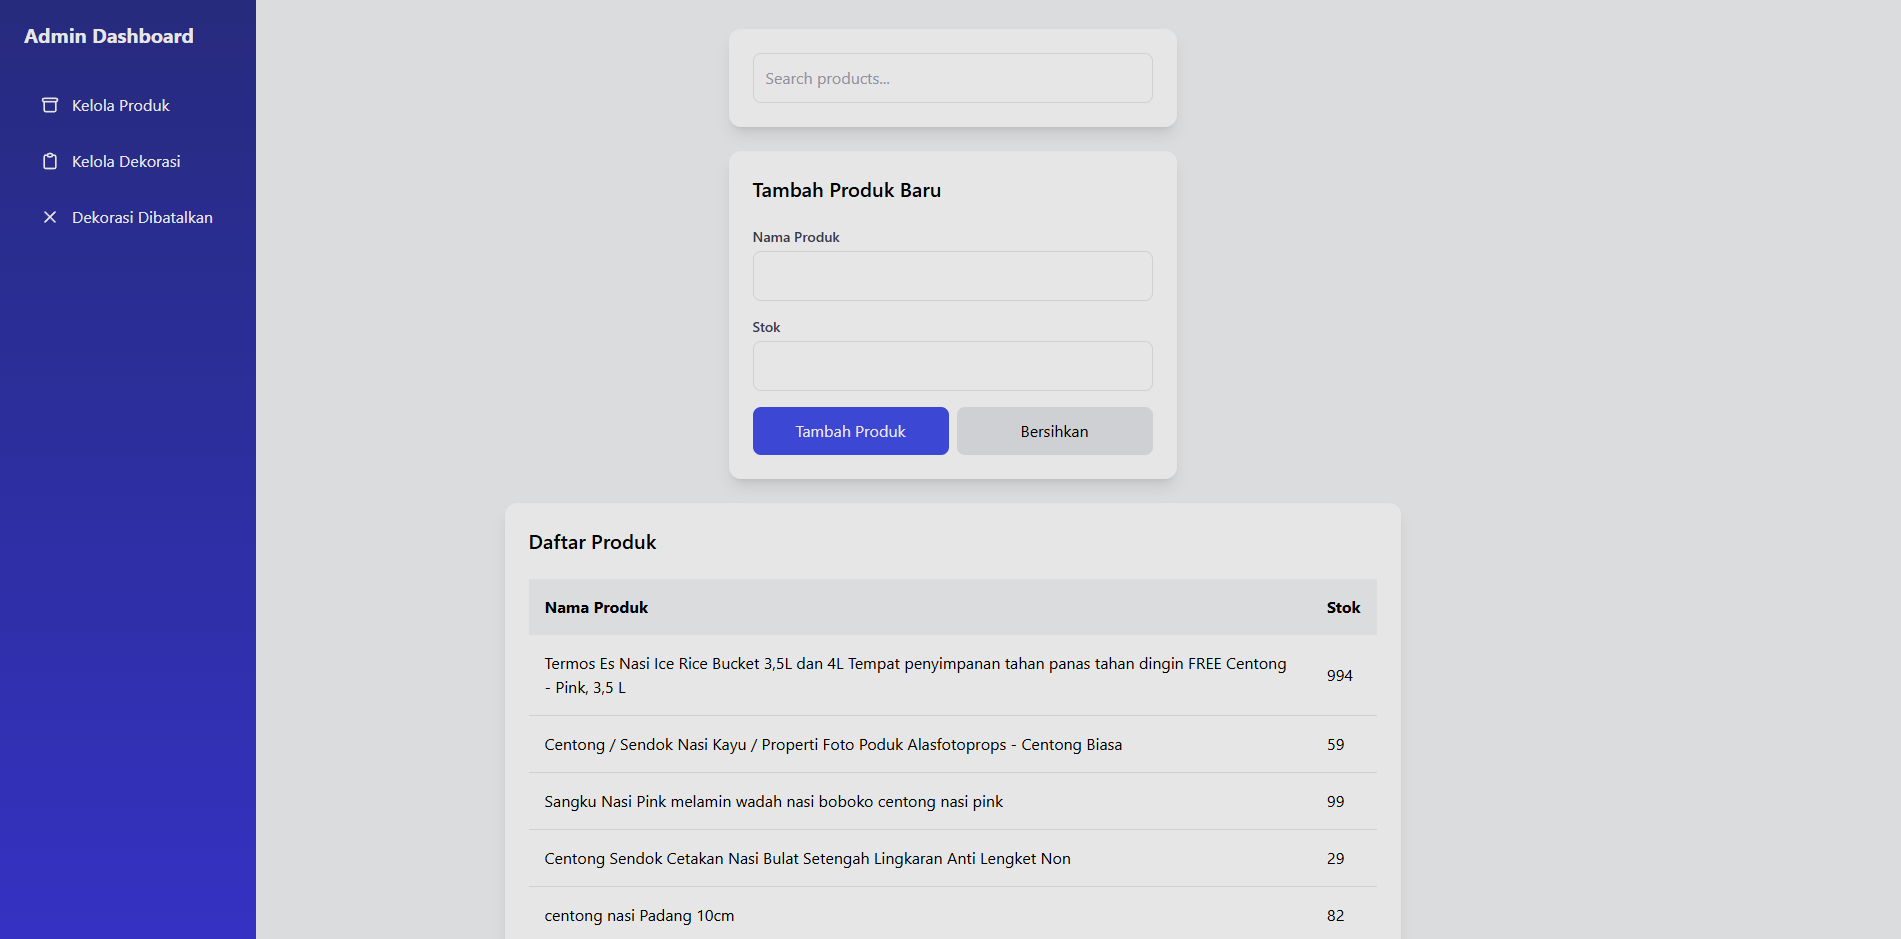 Admin Dashboard
Kelola Produk
Kelola Dekorasi
Dekorasi Dibatalkan
Search products...
Tambah Produk Baru
Nama Produk
Stok
Tambah Produk
Bersihkan
Daftar Produk
Nama Produk Stok
Termos Es Nasi Ice Rice Bucket 3,5L dan 4L Tempat penyimpanan tahan panas tahan dingin FREE Centong
- Pink, 3,5 L
994
Centong / Sendok Nasi Kayu / Properti Foto Poduk Alasfotoprops - Centong Biasa 59
Sangku Nasi Pink melamin wadah nasi boboko centong nasi pink 99
Centong Sendok Cetakan Nasi Bulat Setengah Lingkaran Anti Lengket Non 29
centong nasi Padang 10cm 82